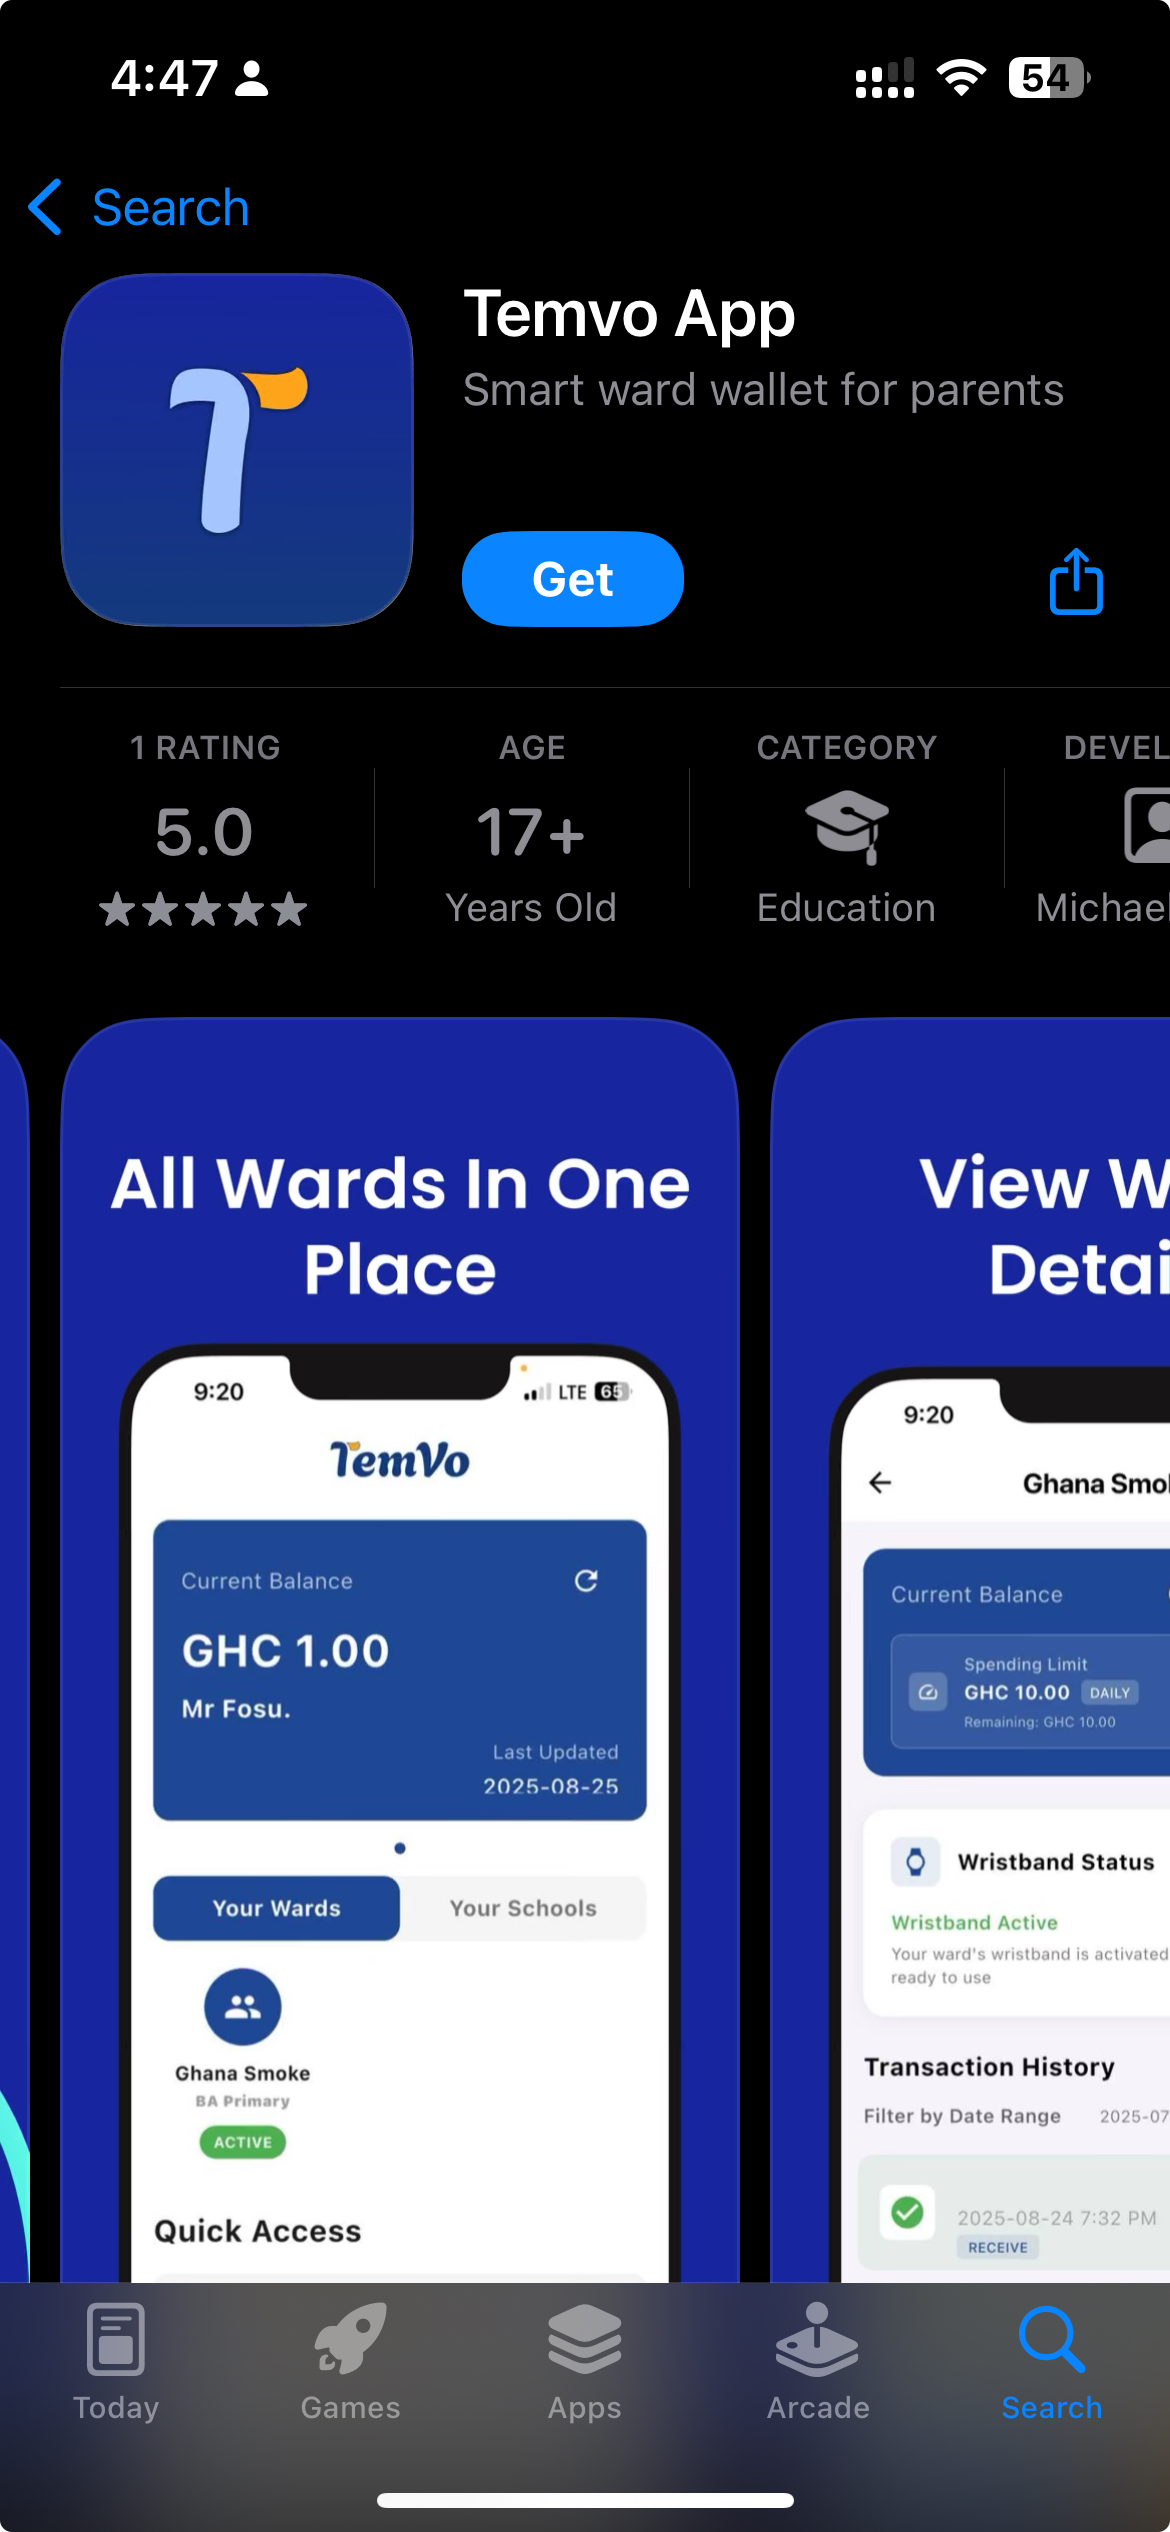 4:47
54
Search
Temvo App
Smart ward wallet for parents
Get
1 RATING
5.0
AGE
17+
Years Old
CATEGORY
Education
DEVEL
Michael
All Wards In One
Place
9:20
LTE 65
TemVo
Current Balance
GHC 1.00
Mr Fosu.
Last Updated
2025-08-25
Your Wards
Your Schools
Ghana Smoke
BA Primary
ACTIVE
Quick Access
View W
Detai
9:20
Ghana Smo
Current Balance
Spending Limit
GHC 10.00 DAILY
Remaining: GHC 10.00
Wristband Status
Wristband Active
Your ward's wristband is activated
ready to use
Transaction History
Filter by Date Range 2025-07
2025-08-24 7:32 PM
RECEIVE
Today
Games
Apps
Arcade
Search